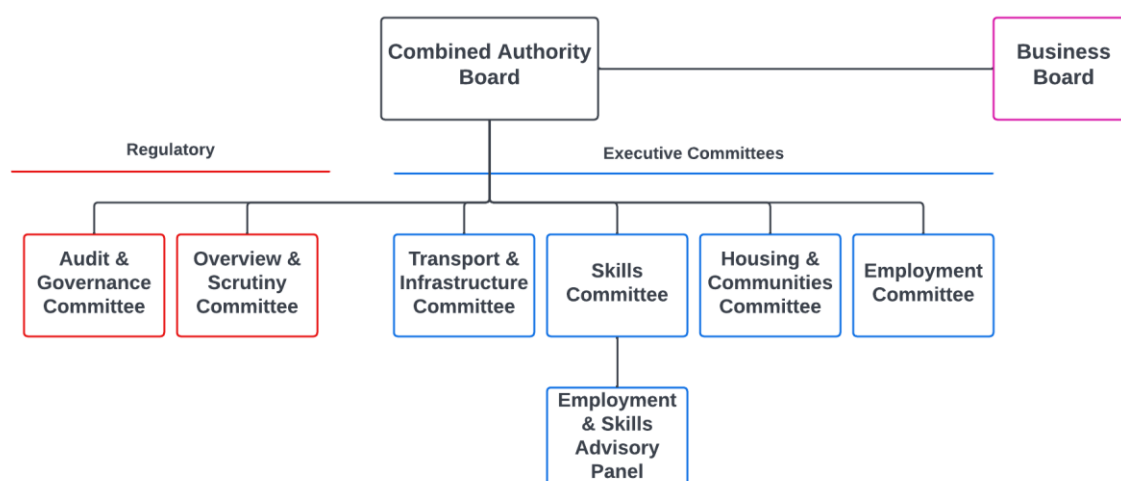 Combined Authority
Board
Business
Board
Regulatory
Executive Committees
Audit &
Governance
Committee
Overview &
Scrutiny
Committee
Transport &
Infrastructure
Committee
Skills
Committee
Housing &
Communities
Committee
Employment
Committee
Employment
& Skills
Advisory
Panel